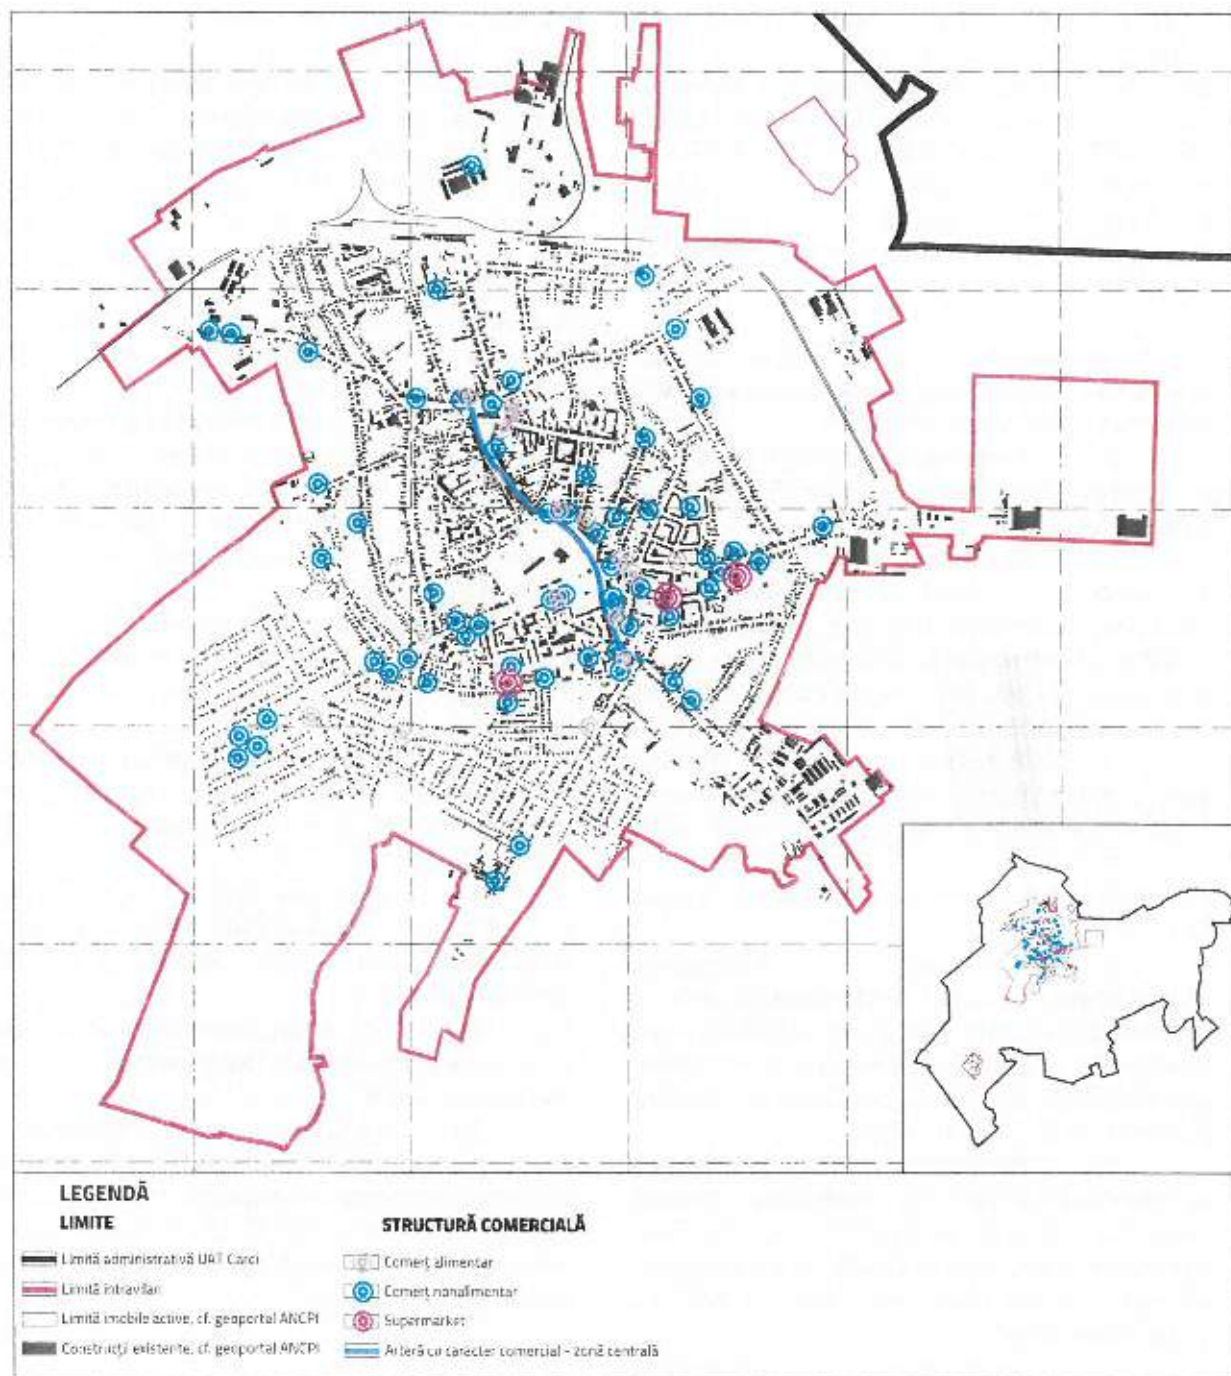 LEGENDĂ
LIMITE
Limită administrativă UAT Carei
Limită intravilan
Limită imobile active, cf. geoportal ANCPI
Construcții existente, cf. geoportal ANCPI
STRUCTURĂ COMERCIALĂ
Comerț alimentar
Comerț nonalimentar
Supermarket
Arteră cu caracter comercial - zonă centrală